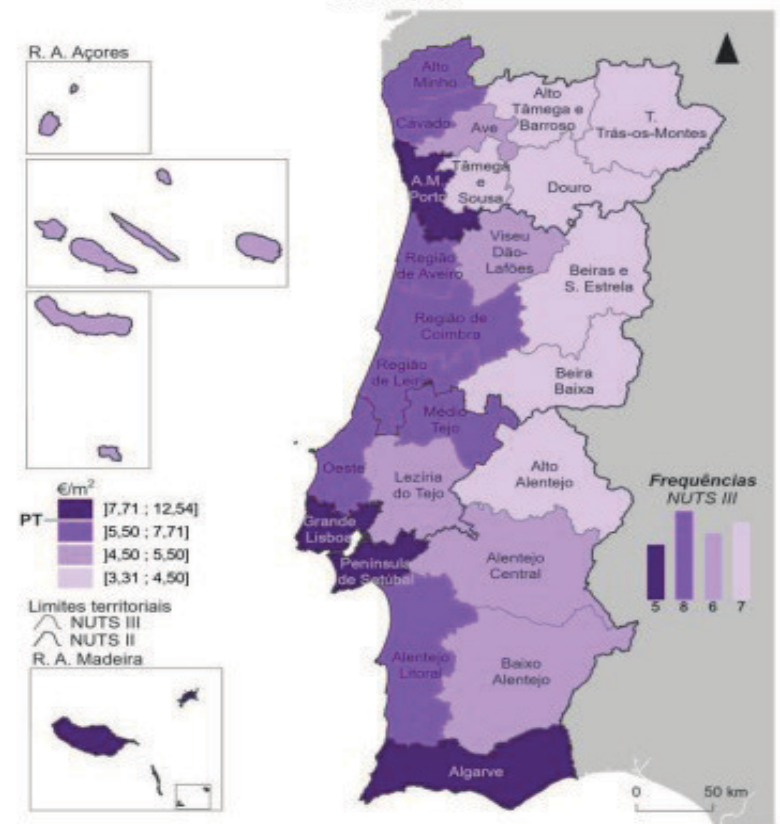 R. A. Açores
Alto
Minho
Cávado
Ave
Alto
Tâmega e
Barroso
T.
Trás-os-Montes
A.M.
Porto
Tâmega
e
Sousa
Douro
Região
de Aveiro
Viseu
Dão-
Lafões
Beiras e
S. Estrela
Região de
Coimbra
Região
de Leiria
Beira
Baixa
Médio
Tejo
Oeste
Lezíria
do Tejo
Alto
Alentejo
Grande
Lisboa
Península
de Setúbal
Alentejo
Central
Alentejo
Litoral
Baixo
Alentejo
Algarve
€/m²
]7,71 ; 12,54]
PT
]5,50 ; 7,71]
]4,50 ; 5,50]
[3,31 ; 4,50]
Limites territoriais
NUTS III
NUTS II
R. A. Madeira
Frequências
NUTS III
5 8 6 7
0 50 km